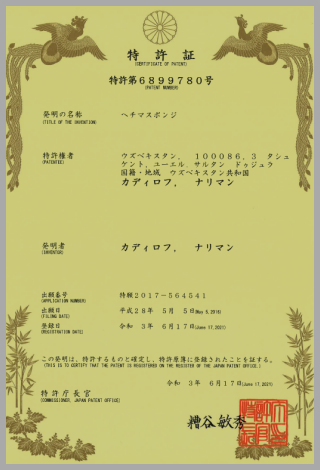 特許証
(CERTIFICATE OF PATENT)
特許第6899780号
(PATENT NUMBER)
発明の名称
(TITLE OF THE INVENTION)
ヘチマスポンジ
特許権者
(PATENTEE)
ウズベキスタン, 100086,3 タシュ
ケント,ユーエル.サルタン ドゥジュラ
国籍・地域 ウズベキスタン共和国
カディロフ, ナリマン
発明者
(INVENTOR)
カディロフ, ナリマン
出願番号
(APPLICATION NUMBER)
特願2017-564541
出願日
(FILING DATE)
平成28年 5月 5日(May 5,2016)
登録日
(REGISTRATION DATE)
令和 3年 6月17日(June 17,2021)
この発明は、特許するものと確定し、特許原簿に登録されたことを証する。
(THIS IS TO CERTIFY THAT THE PATENT IS REGISTERED ON THE REGISTER OF THE JAPAN PATENT OFFICE.)
令和 3年 6月17日(June 17,2021)
特許庁長官
(COMMISSIONER, JAPAN PATENT OFFICE)
糟谷敏秀